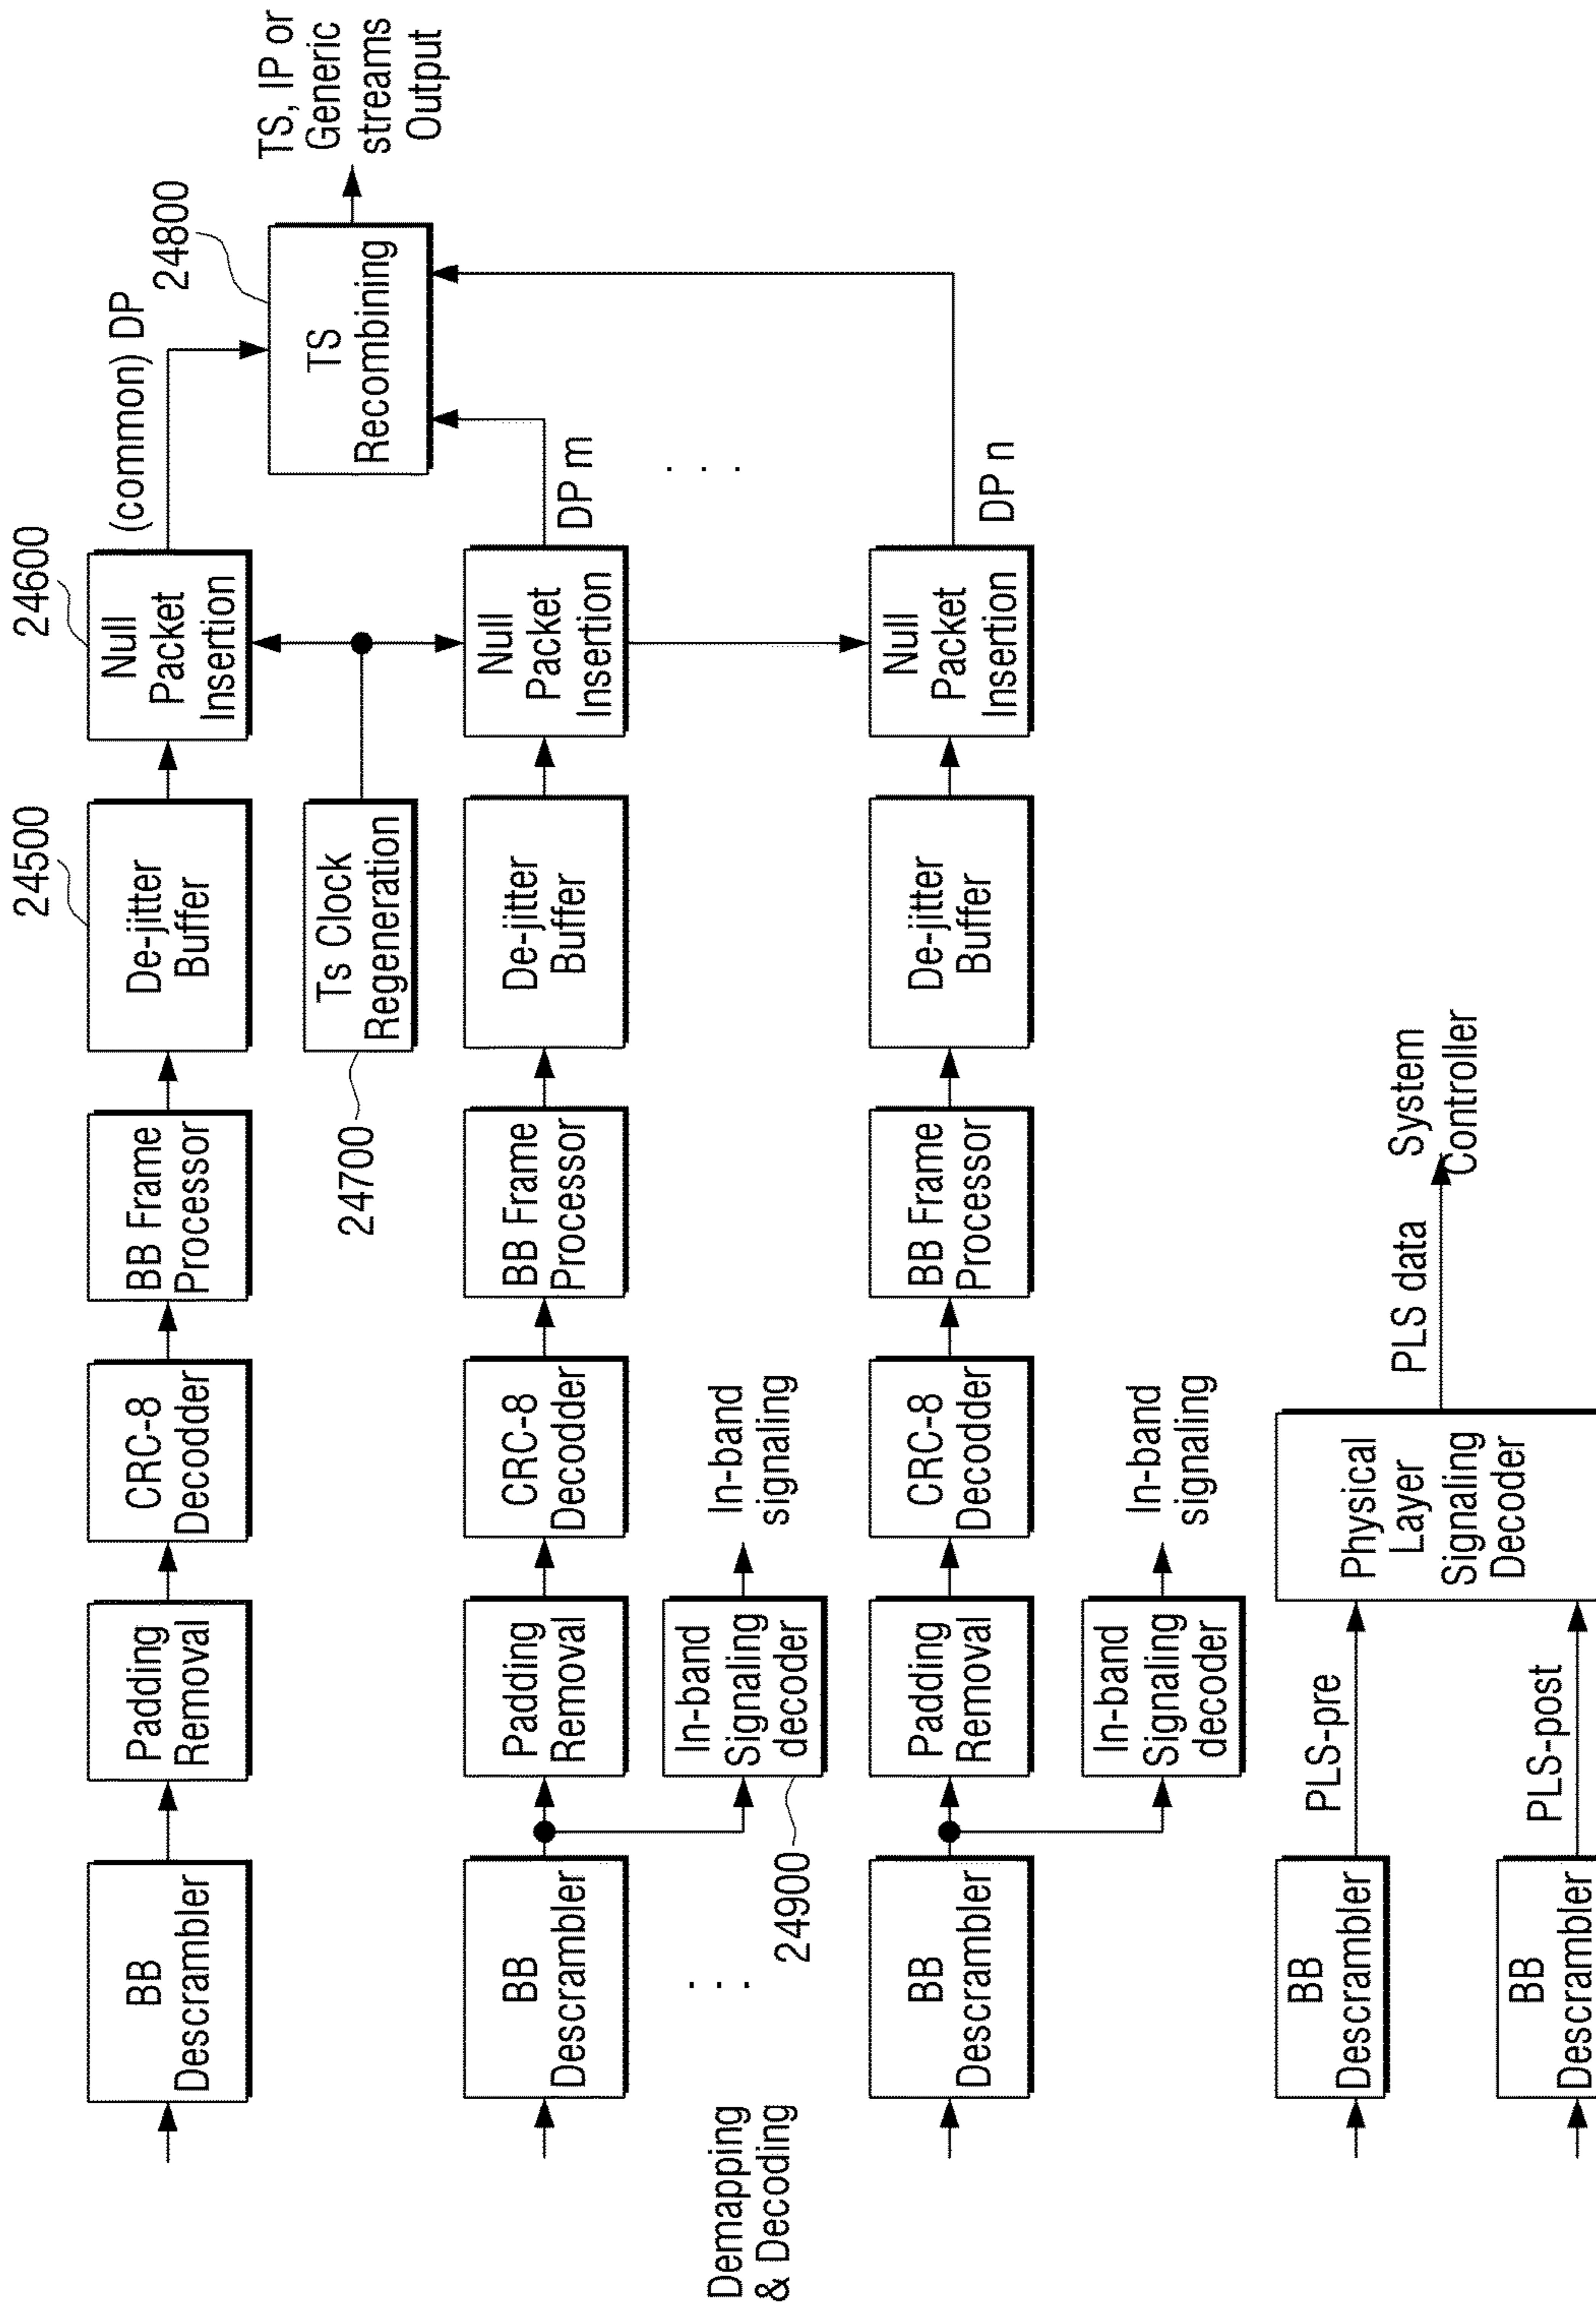 24500
24600
(common) DP
24800
BB
Descrambler
Padding
Removal
CRC-8
Decodder
BB Frame
Processor
De-jitter
Buffer
Null
Packet
Insertion
TS
Recombining
TS, IP or
Generic
streams
Output
24700
Ts Clock
Regeneration
BB
Descrambler
Padding
Removal
CRC-8
Decodder
BB Frame
Processor
De-jitter
Buffer
Null
Packet
Insertion
DP m
. . .
24900
In-band
Signaling
decoder
In-band
signaling
. . .
Demapping
& Decoding
BB
Descrambler
Padding
Removal
CRC-8
Decodder
BB Frame
Processor
De-jitter
Buffer
Null
Packet
Insertion
DP n
In-band
Signaling
decoder
In-band
signaling
BB
Descrambler
PLS-pre
Physical
Layer
Signaling
Decoder
PLS data
System
Controller
BB
Descrambler
PLS-post